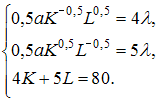 0,5aK^{-0,5}L^{0,5} = 4λ,
0,5aK^{0,5}L^{-0,5} = 5λ,
4K + 5L = 80.